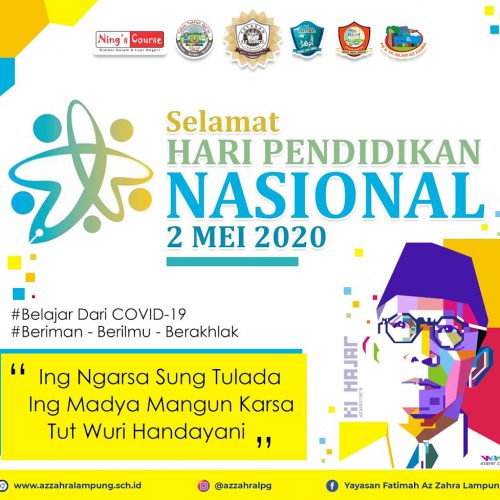 Ning's Course
Selamat
HARI PENDIDIKAN
NASIONAL
2 MEI 2020
#Belajar Dari COVID-19
#Beriman - Berilmu - Berakhlak
KI HAJAR
“ Ing Ngarsa Sung Tulada
Ing Madya Mangun Karsa
Tut Wuri Handayani ”
www.azzahralampung.sch.id
@azzahralpg
Yayasan Fatimah Az Zahra Lampung